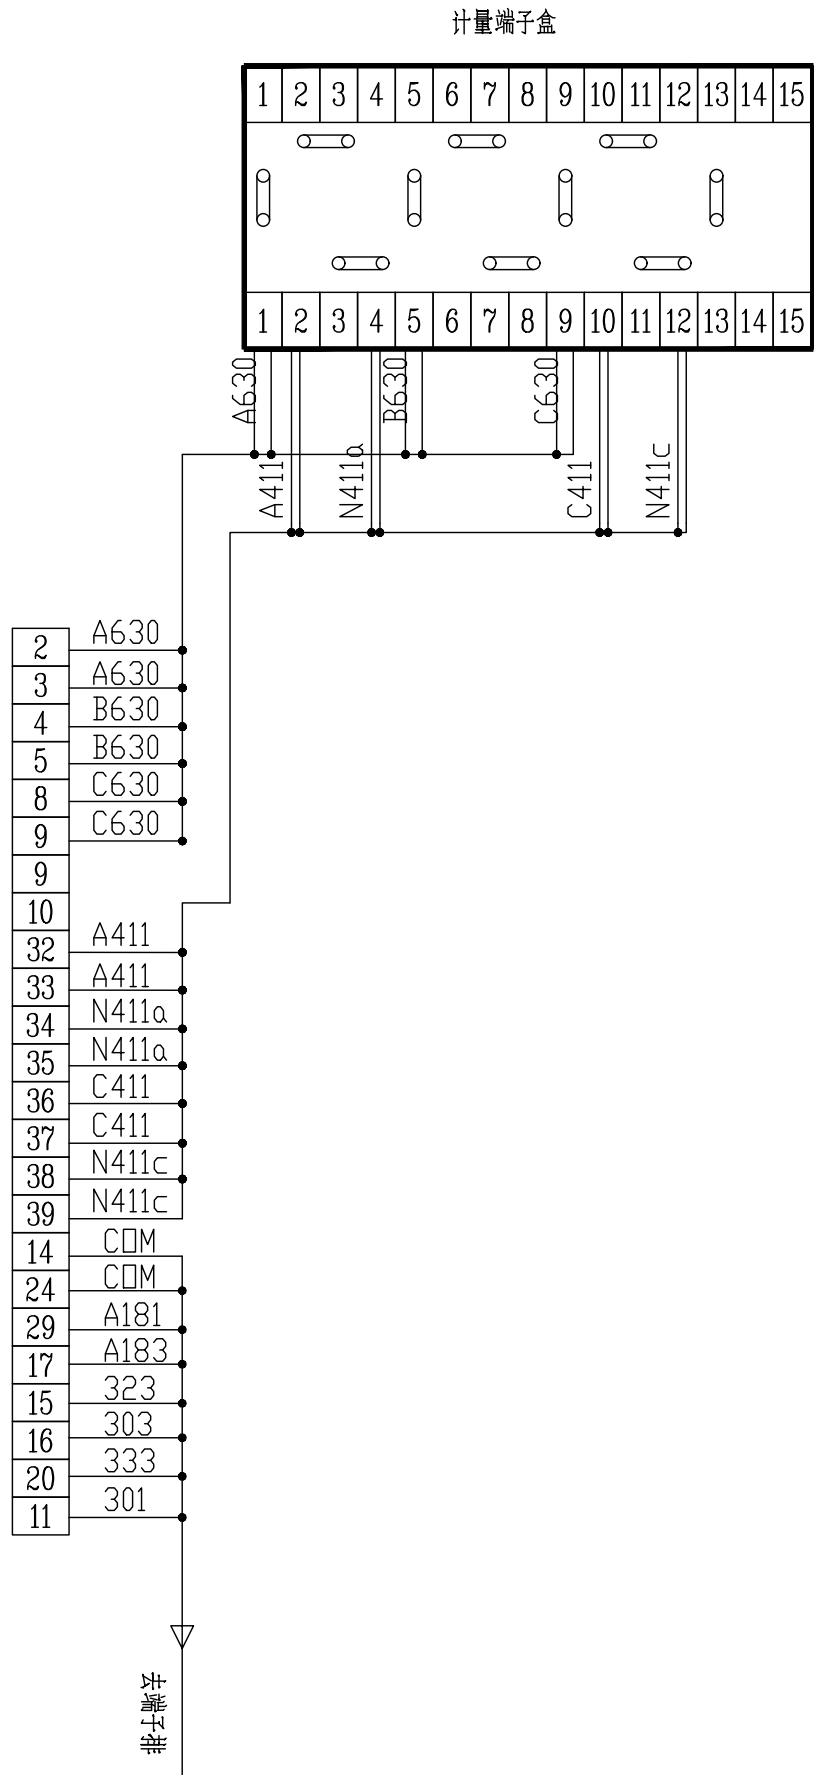 计量端子盒
1 2 3 4 5 6 7 8 9 10 11 12 13 14 15
1 2 3 4 5 6 7 8 9 10 11 12 13 14 15
A630 B630 C630
A411 N411a C411 N411c
2 A630
3 A630
4 B630
5 B630
8 C630
9 C630
9
10
32 A411
33 A411
34 N411a
35 N411a
36 C411
37 C411
38 N411c
39 N411c
14 COM
24 COM
29 A181
17 A183
15 323
16 303
20 333
11 301
去端子排